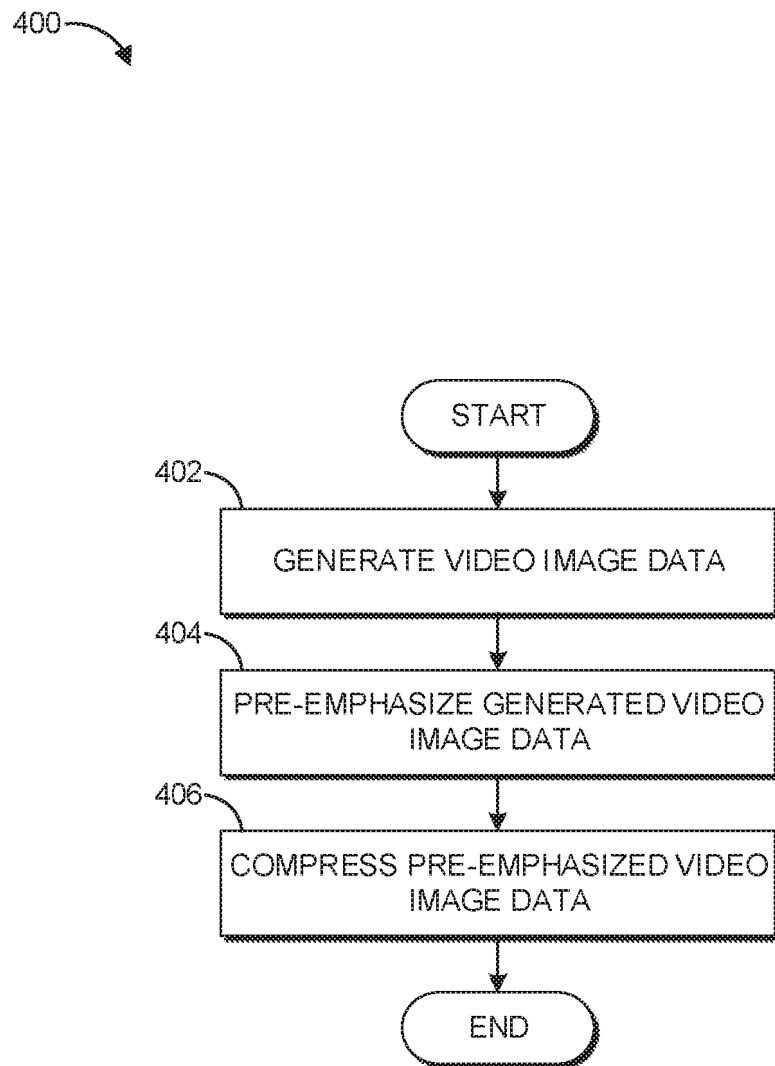 400
START
402
GENERATE VIDEO IMAGE DATA
404
PRE-EMPHASIZE GENERATED VIDEO
IMAGE DATA
406
COMPRESS PRE-EMPHASIZED VIDEO
IMAGE DATA
END